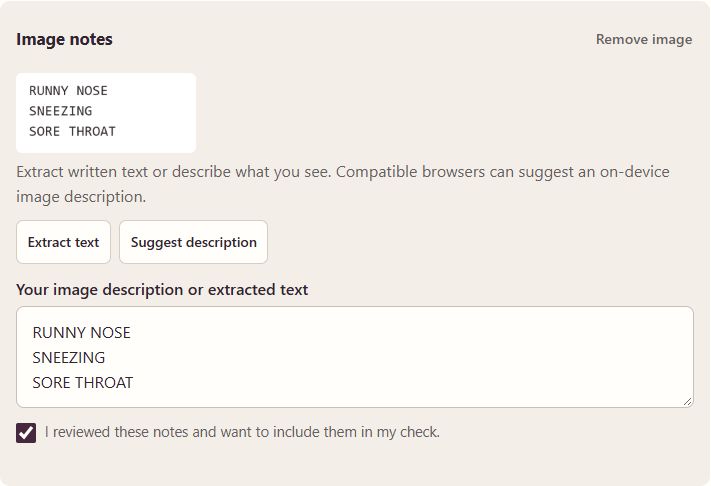 Image notes
Remove image
RUNNY NOSE
SNEEZING
SORE THROAT
Extract written text or describe what you see. Compatible browsers can suggest an on-device
image description.
Extract text
Suggest description
Your image description or extracted text
RUNNY NOSE
SNEEZING
SORE THROAT
I reviewed these notes and want to include them in my check.